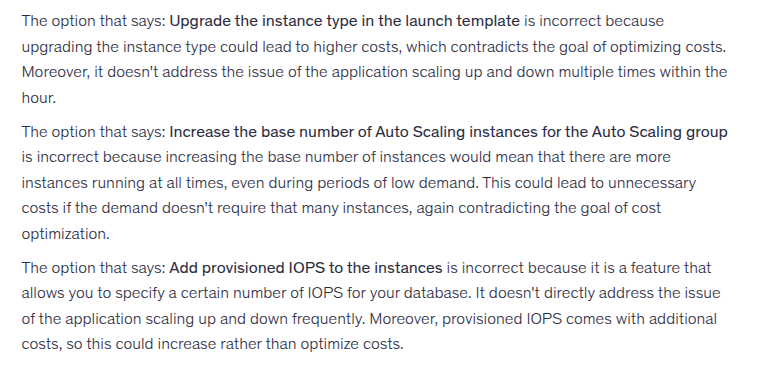 The option that says: Upgrade the instance type in the launch template is incorrect because
upgrading the instance type could lead to higher costs, which contradicts the goal of optimizing costs.
Moreover, it doesn't address the issue of the application scaling up and down multiple times within the
hour.
The option that says: Increase the base number of Auto Scaling instances for the Auto Scaling group
is incorrect because increasing the base number of instances would mean that there are more
instances running at all times, even during periods of low demand. This could lead to unnecessary
costs if the demand doesn't require that many instances, again contradicting the goal of cost
optimization.
The option that says: Add provisioned IOPS to the instances is incorrect because it is a feature that
allows you to specify a certain number of IOPS for your database. It doesn't directly address the issue
of the application scaling up and down frequently. Moreover, provisioned IOPS comes with additional
costs, so this could increase rather than optimize costs.